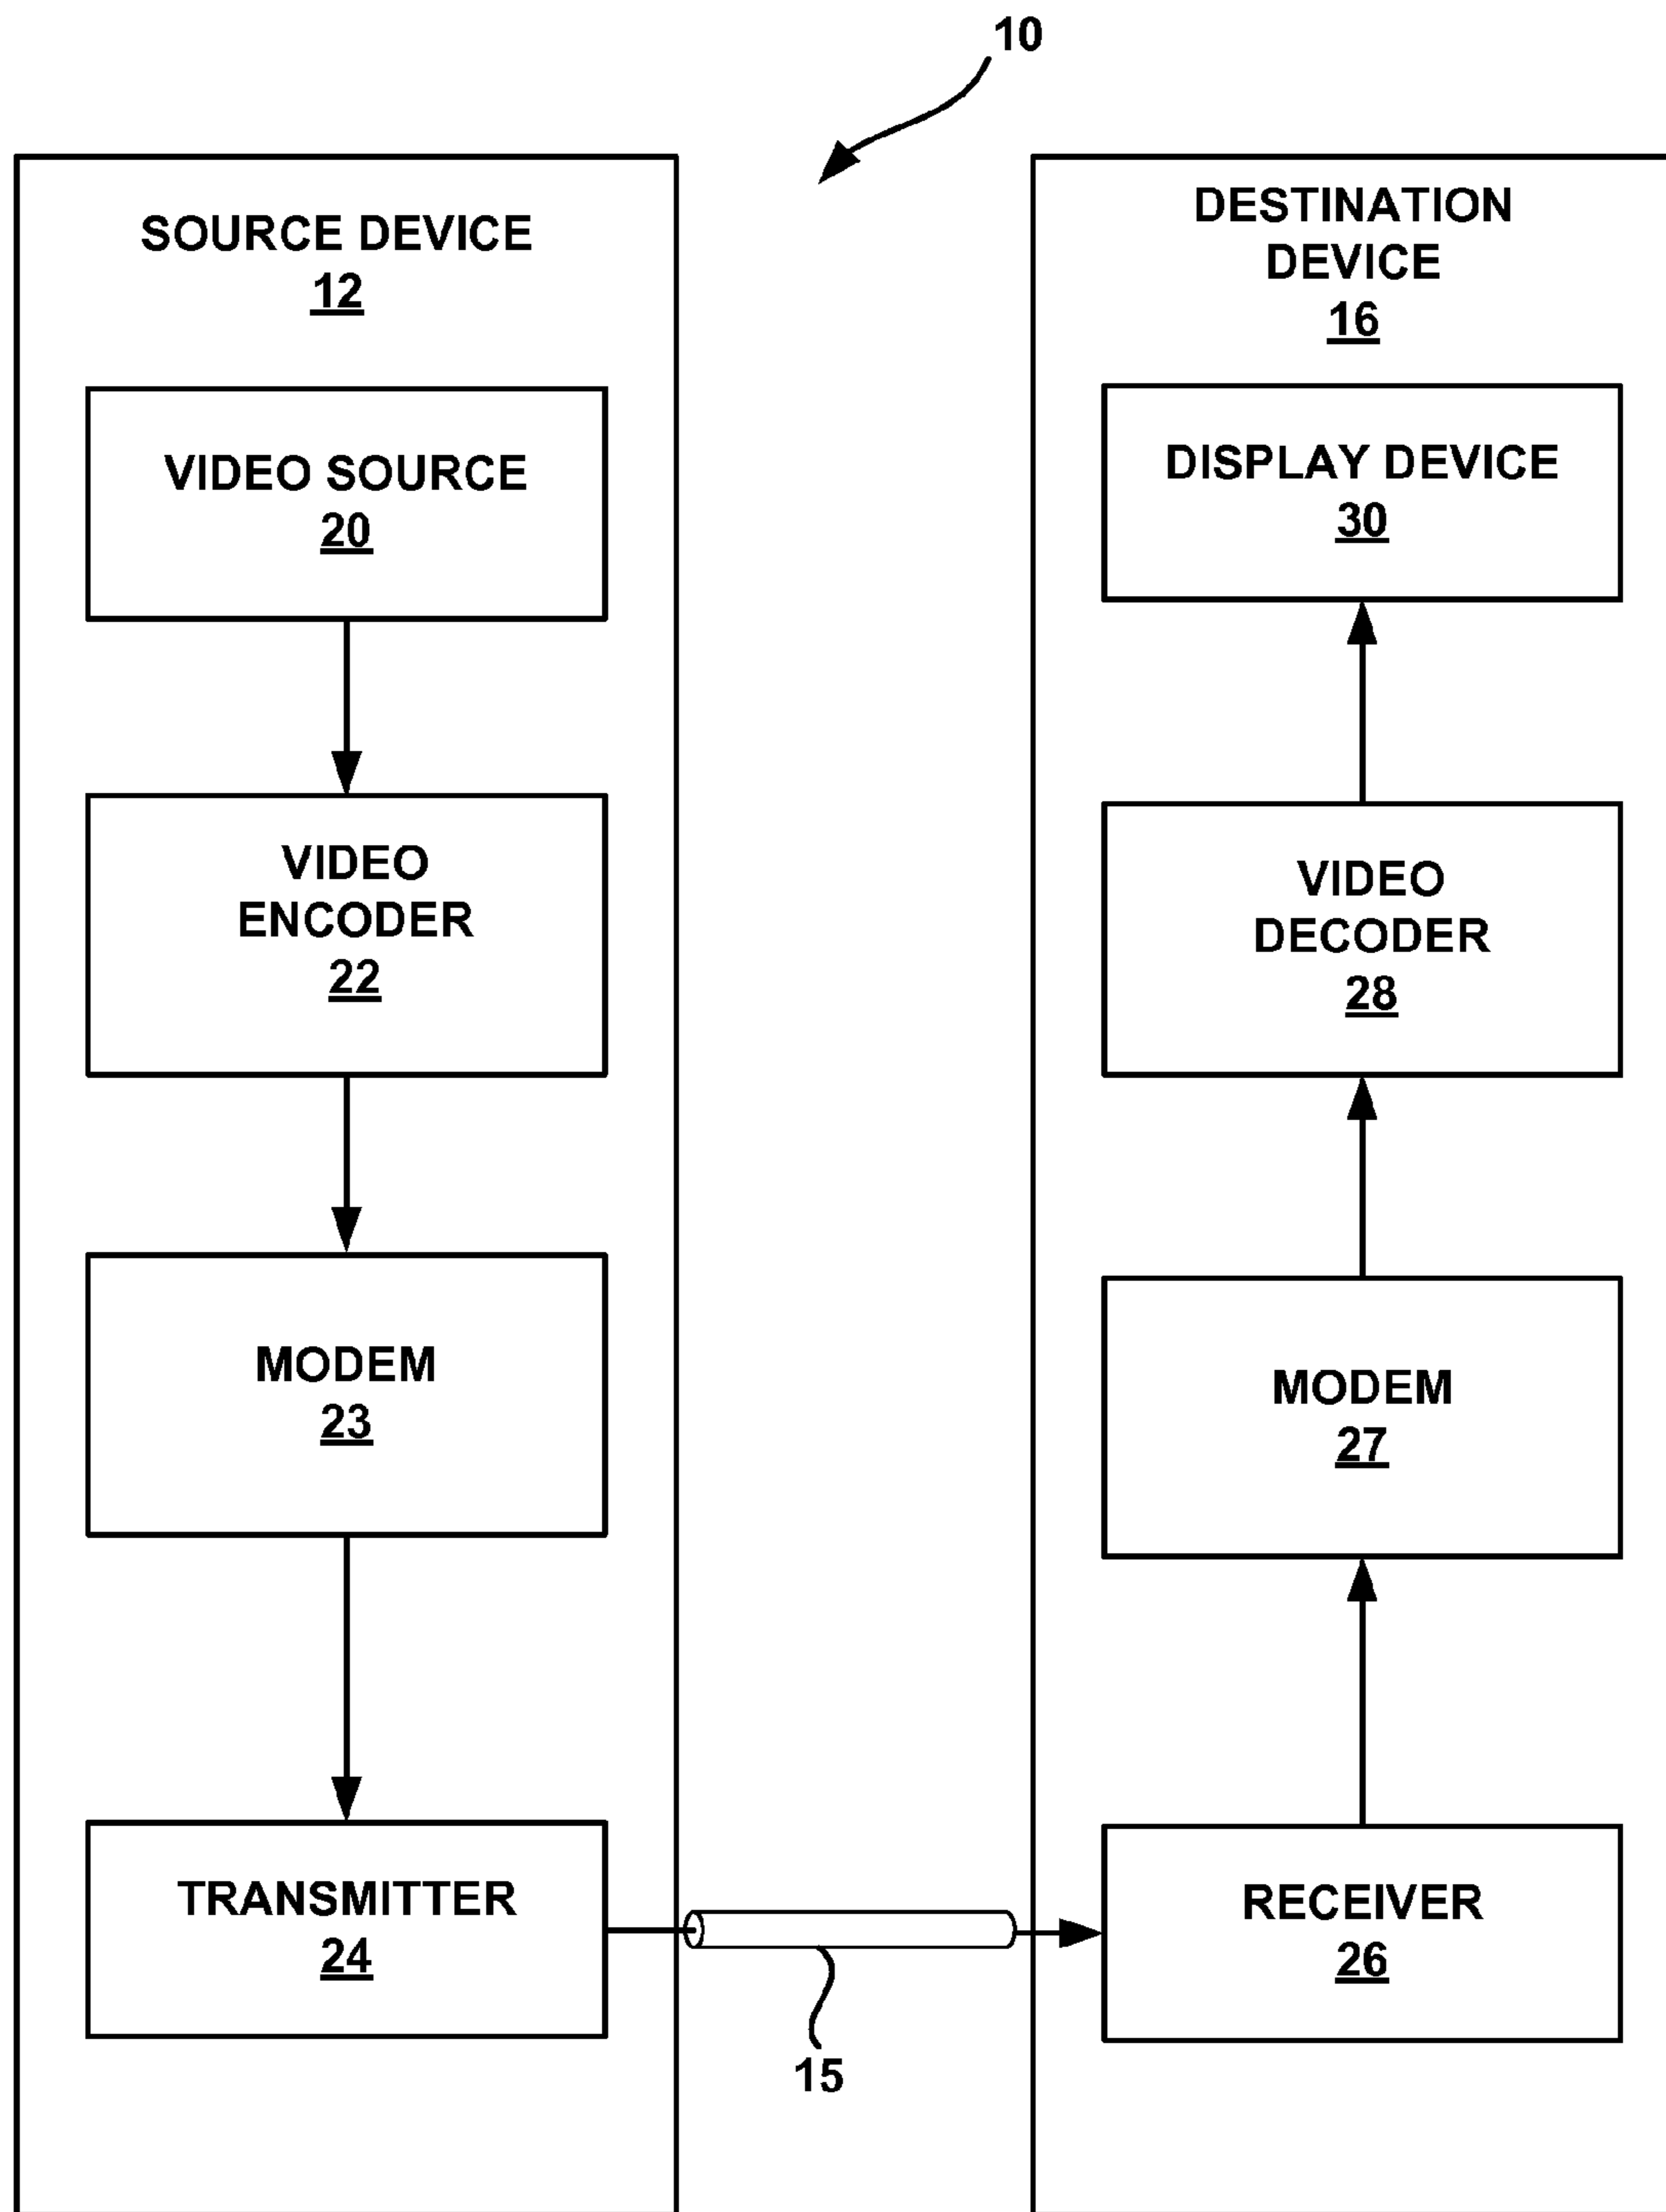 10
SOURCE DEVICE
12
VIDEO SOURCE
20
VIDEO
ENCODER
22
MODEM
23
TRANSMITTER
24
15
DESTINATION
DEVICE
16
DISPLAY DEVICE
30
VIDEO
DECODER
28
MODEM
27
RECEIVER
26